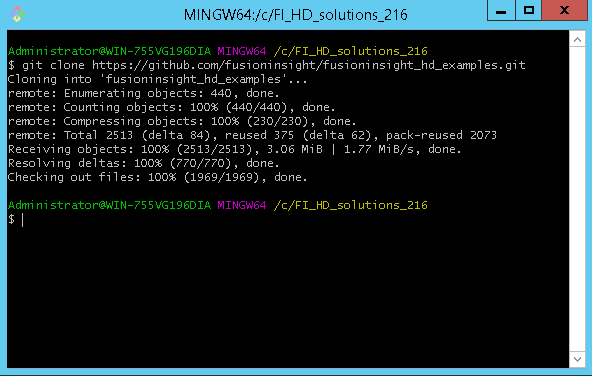 MINGW64:/c/FI_HD_solutions_216
Administrator@WIN-755VG196DIA MINGW64 /c/FI_HD_solutions_216
$ git clone https://github.com/fusioninsight/fusioninsight_hd_examples.git
Cloning into 'fusioninsight_hd_examples'...
remote: Enumerating objects: 440, done.
remote: Counting objects: 100% (440/440), done.
remote: Compressing objects: 100% (230/230), done.
remote: Total 2513 (delta 84), reused 375 (delta 62), pack-reused 2073
Receiving objects: 100% (2513/2513), 3.06 MiB | 1.77 MiB/s, done.
Resolving deltas: 100% (770/770), done.
Checking out files: 100% (1969/1969), done.
Administrator@WIN-755VG196DIA MINGW64 /c/FI_HD_solutions_216
$